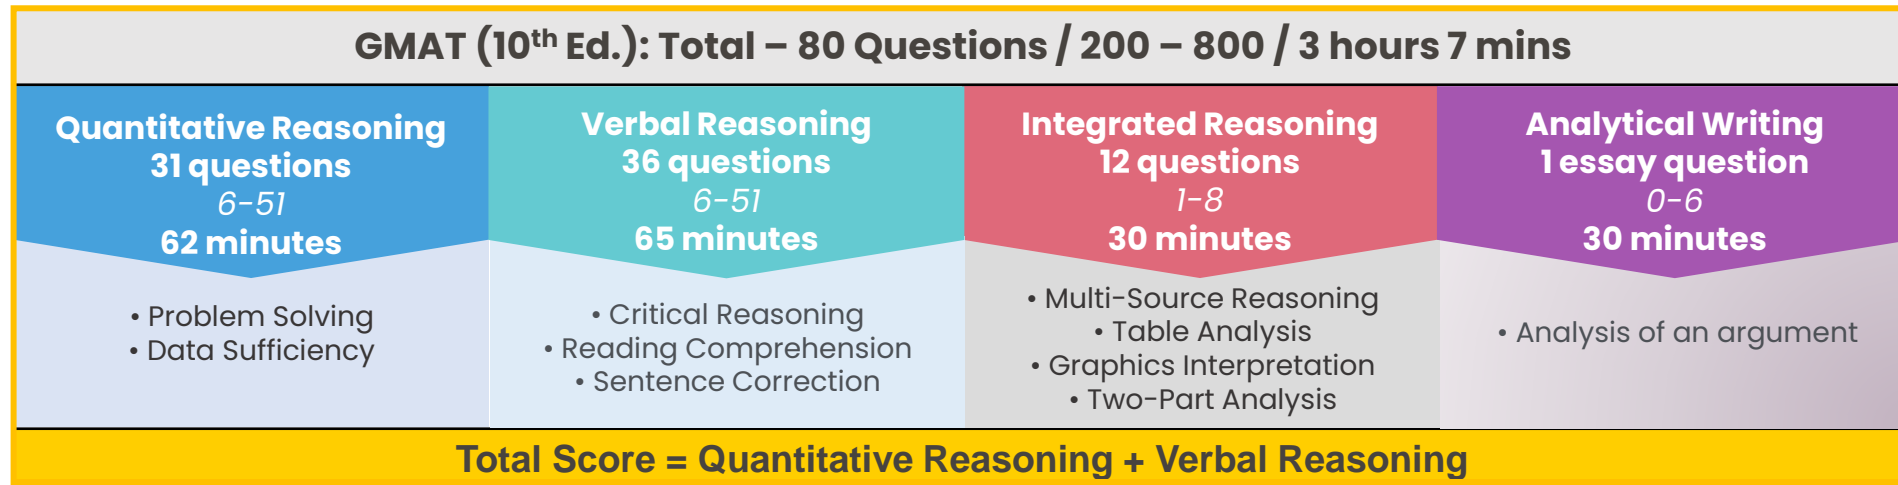 GMAT (10th Ed.): Total – 80 Questions / 200 – 800 / 3 hours 7 mins
Quantitative Reasoning
31 questions
6-51
62 minutes
• Problem Solving
• Data Sufficiency
Verbal Reasoning
36 questions
6-51
65 minutes
• Critical Reasoning
• Reading Comprehension
• Sentence Correction
Integrated Reasoning
12 questions
1-8
30 minutes
• Multi-Source Reasoning
• Table Analysis
• Graphics Interpretation
• Two-Part Analysis
Analytical Writing
1 essay question
0-6
30 minutes
• Analysis of an argument
Total Score = Quantitative Reasoning + Verbal Reasoning